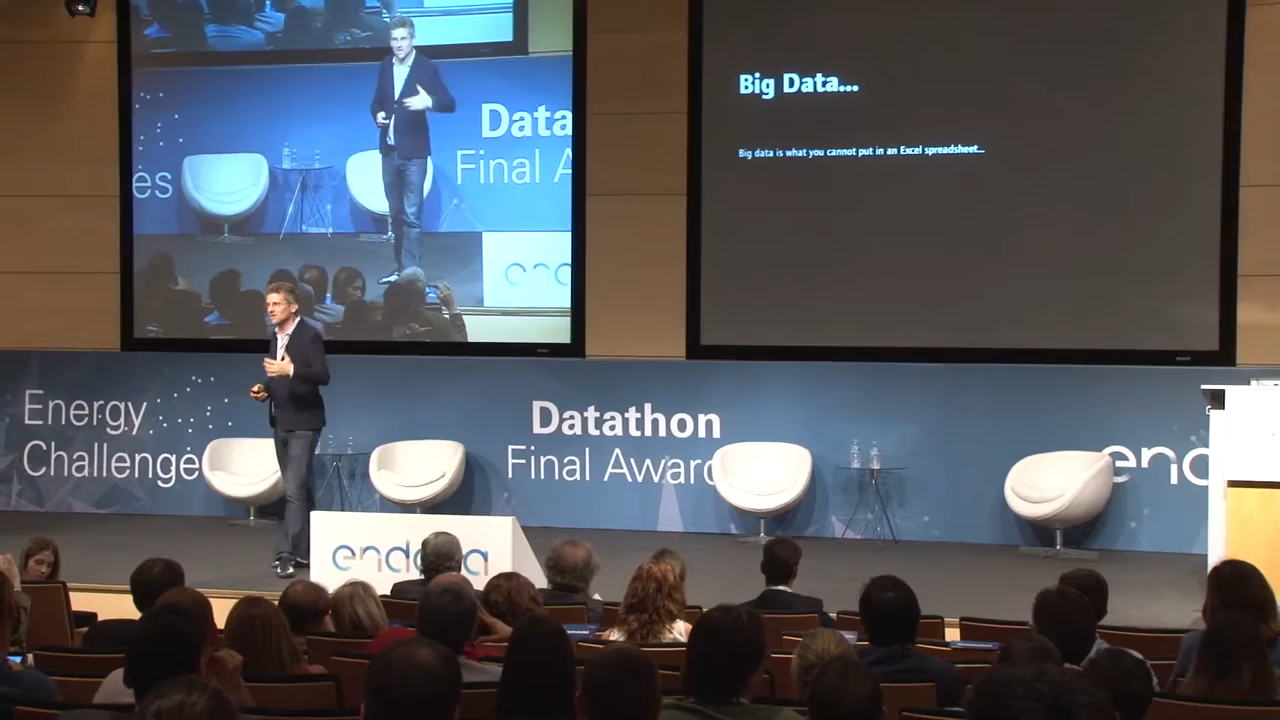 Big Data...
Big data is what you cannot put in an Excel spreadsheet...
Data
Final A
es
Energy
Challenge
Datathon
Final Awar
endesa